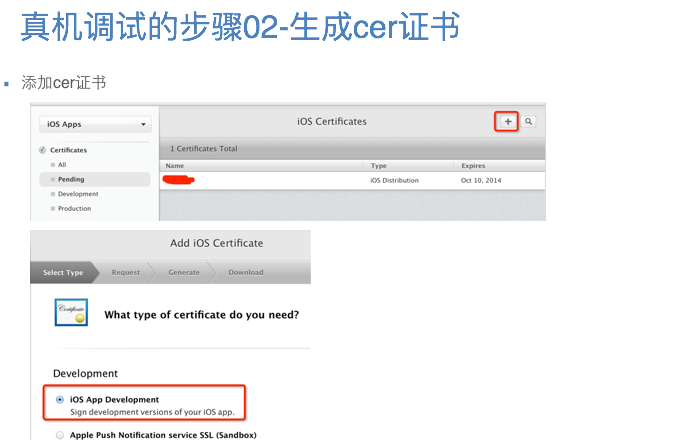 真机调试的步骤02-生成cer证书
添加cer证书
iOS Apps
iOS Certificates
Certificates
1 Certificates Total
All
Name Type Expires
Pending
iOS Distribution Oct 10, 2014
Development
Production
Add iOS Certificate
Select Type Request Generate Download
Certificate
What type of certificate do you need?
Development
iOS App Development
Sign development versions of your iOS app.
Apple Push Notification service SSL (Sandbox)